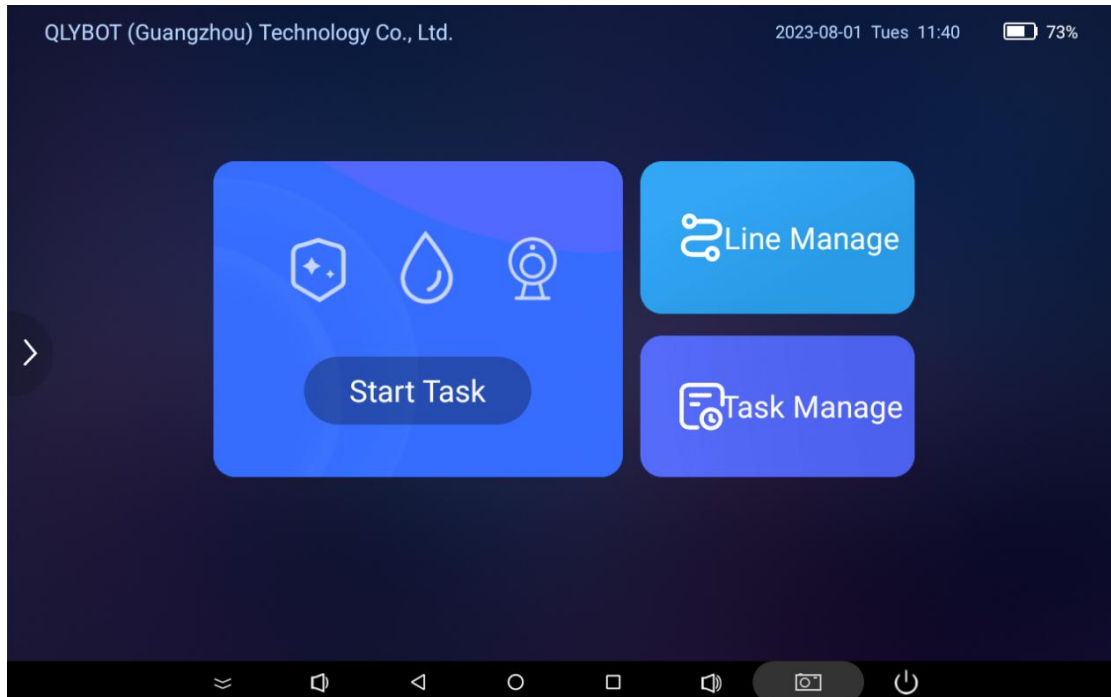 QLYBOT (Guangzhou) Technology Co., Ltd.
2023-08-01 Tues 11:40
73%
Line Manage
Start Task
Task Manage